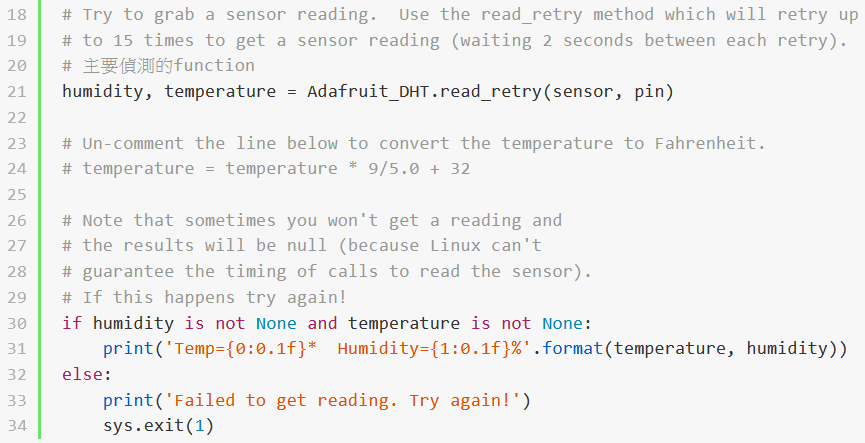 18 # Try to grab a sensor reading.  Use the read_retry method which will retry up
19 # to 15 times to get a sensor reading (waiting 2 seconds between each retry).
20 # 主要偵測的function
21 humidity, temperature = Adafruit_DHT.read_retry(sensor, pin)
22
23 # Un-comment the line below to convert the temperature to Fahrenheit.
24 # temperature = temperature * 9/5.0 + 32
25
26 # Note that sometimes you won't get a reading and
27 # the results will be null (because Linux can't
28 # guarantee the timing of calls to read the sensor).
29 # If this happens try again!
30 if humidity is not None and temperature is not None:
31     print('Temp={0:0.1f}*  Humidity={1:0.1f}%'.format(temperature, humidity))
32 else:
33     print('Failed to get reading. Try again!')
34     sys.exit(1)